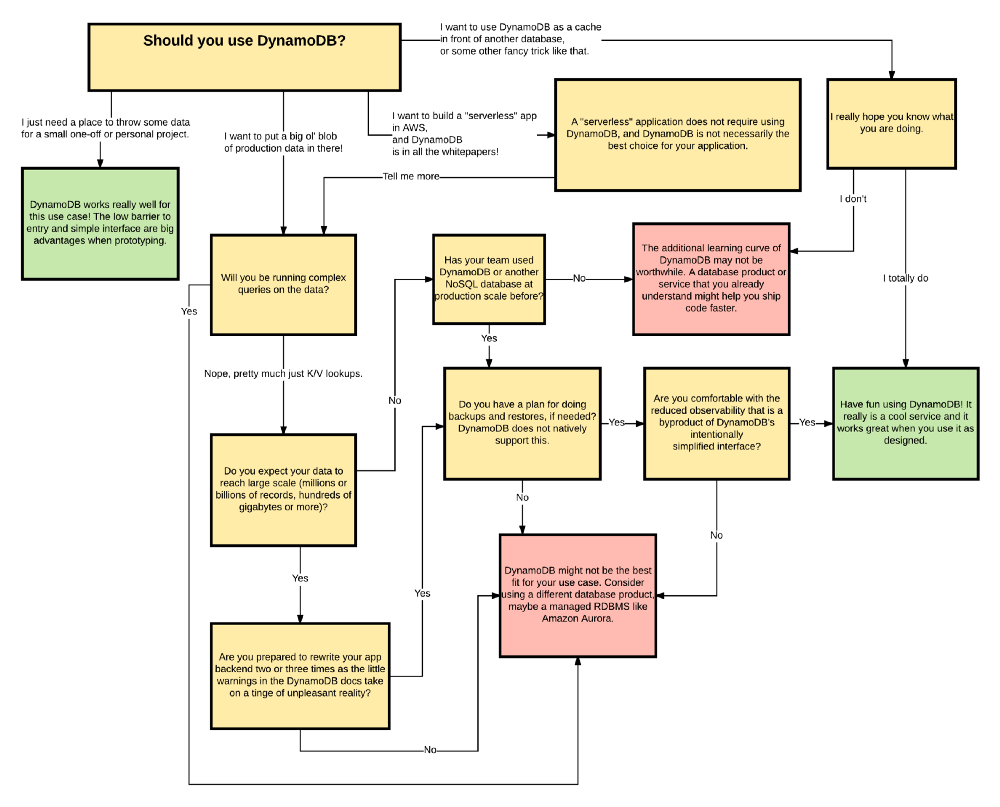 Should you use DynamoDB?
I want to use DynamoDB as a cache
in front of another database,
or some other fancy trick like that.
I just need a place to throw some data
for a small one-off or personal project.
I want to put a big ol' blob
of production data in there!
I want to build a "serverless" app
in AWS,
and DynamoDB
is in all the whitepapers!
A "serverless" application does not require using
DynamoDB, and DynamoDB is not necessarily the
best choice for your application.
I really hope you know what
you are doing.
Tell me more
DynamoDB works really well for
this use case! The low barrier to
entry and simple interface are big
advantages when prototyping.
I don't
Will you be running complex
queries on the data?
Has your team used
DynamoDB or another
NoSQL database at
production scale before?
No
The additional learning curve of
DynamoDB may not be
worthwhile. A database product or
service that you already
understand might help you ship
code faster.
I totally do
Yes
Yes
Nope, pretty much just K/V lookups.
No
Do you have a plan for doing
backups and restores, if needed?
DynamoDB does not natively
support this.
Yes
Are you comfortable with the
reduced observability that is a
byproduct of DynamoDB's
intentionally
simplified interface?
Yes
Have fun using DynamoDB! It
really is a cool service and it
works great when you use it as
designed.
Do you expect your data to
reach large scale (millions or
billions of records, hundreds of
gigabytes or more)?
No
No
Yes
Yes
DynamoDB might not be the best
fit for your use case. Consider
using a different database product,
maybe a managed RDBMS like
Amazon Aurora.
Are you prepared to rewrite your app
backend two or three times as the little
warnings in the DynamoDB docs take
on a tinge of unpleasant reality?
No